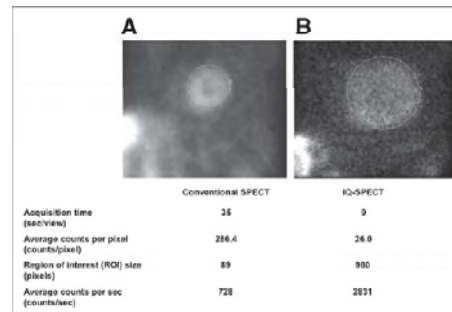 A B
Conventional SPECT IQ-SPECT
Acquisition time 35 9
(sec/view)
Average counts per pixel 286.4 26.0
(counts/pixel)
Region of interest (ROI) size 89 980
(pixels)
Average counts per sec 728 2831
(counts/sec)